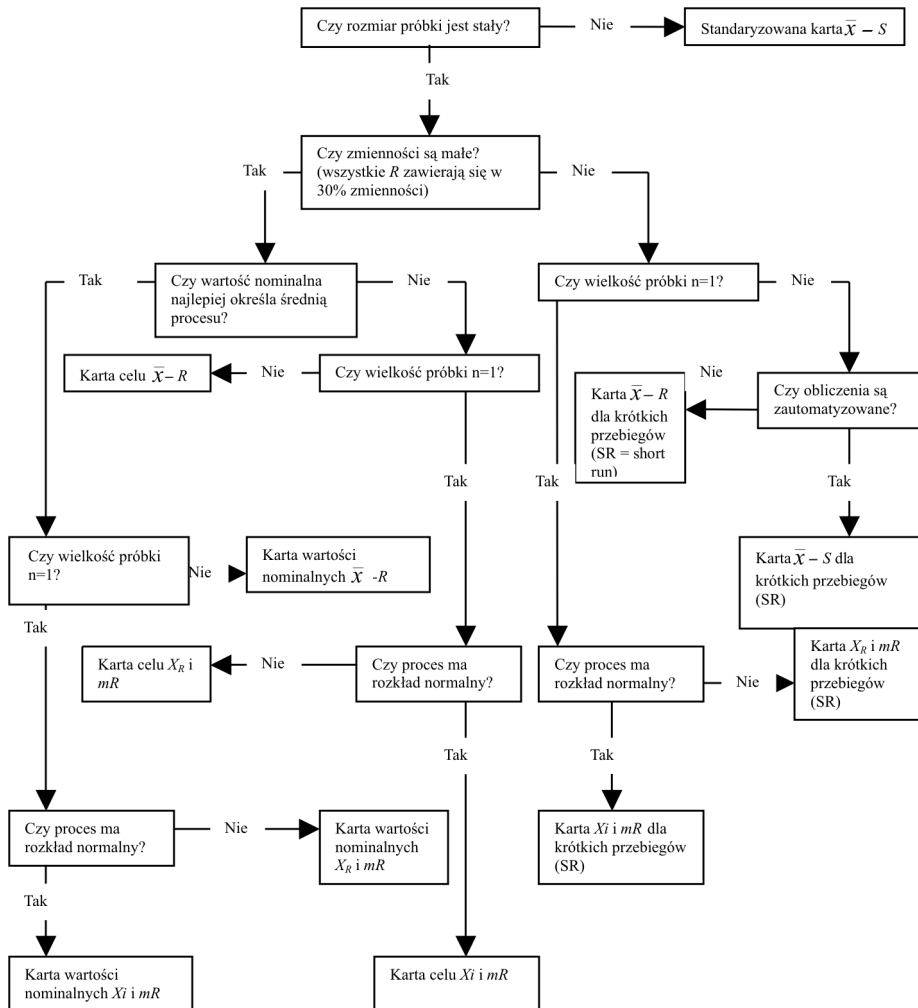 Czy rozmiar próbki jest stały?
Nie
Standaryzowana karta x̄ – S
Tak
Czy zmienności są małe?
(wszystkie R zawierają się w
30% zmienności)
Tak
Nie
Tak
Czy wartość nominalna
najlepiej określa średnią
procesu?
Nie
Czy wielkość próbki n=1?
Nie
Karta celu x̄ – R
Nie
Czy wielkość próbki n=1?
Karta x̄ – R
dla krótkich
przebiegów
(SR = short
run)
Nie
Czy obliczenia są
zautomatyzowane?
Tak
Tak
Tak
Czy wielkość próbki
n=1?
Nie
Karta wartości
nominalnych x̄ -R
Karta x̄ – S dla
krótkich przebiegów
(SR)
Tak
Karta celu XR i
mR
Nie
Czy proces ma
rozkład normalny?
Czy proces ma
rozkład normalny?
Nie
Karta XR i mR
dla krótkich
przebiegów
(SR)
Tak
Tak
Czy proces ma
rozkład normalny?
Nie
Karta wartości
nominalnych
XR i mR
Karta Xi i mR dla
krótkich przebiegów
(SR)
Tak
Karta wartości
nominalnych Xi i mR
Karta celu Xi i mR